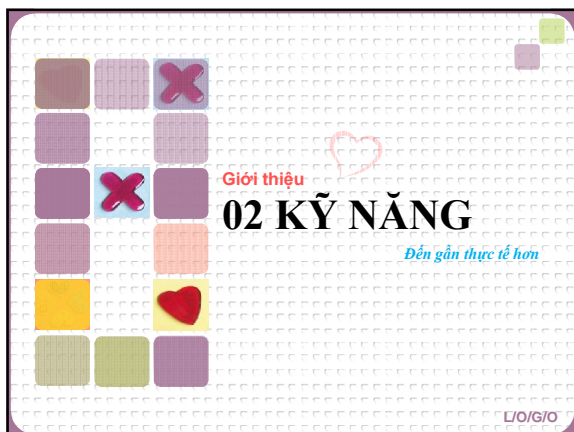 Giới thiệu
02 KỸ NĂNG
Đến gần thực tế hơn
L/O/G/O